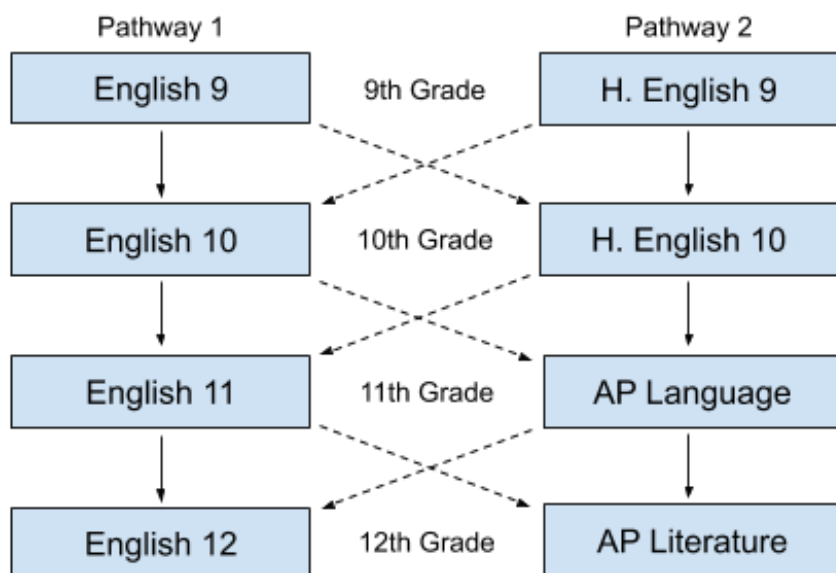 Pathway 1
Pathway 2
English 9
9th Grade
H. English 9
English 10
10th Grade
H. English 10
English 11
11th Grade
AP Language
English 12
12th Grade
AP Literature